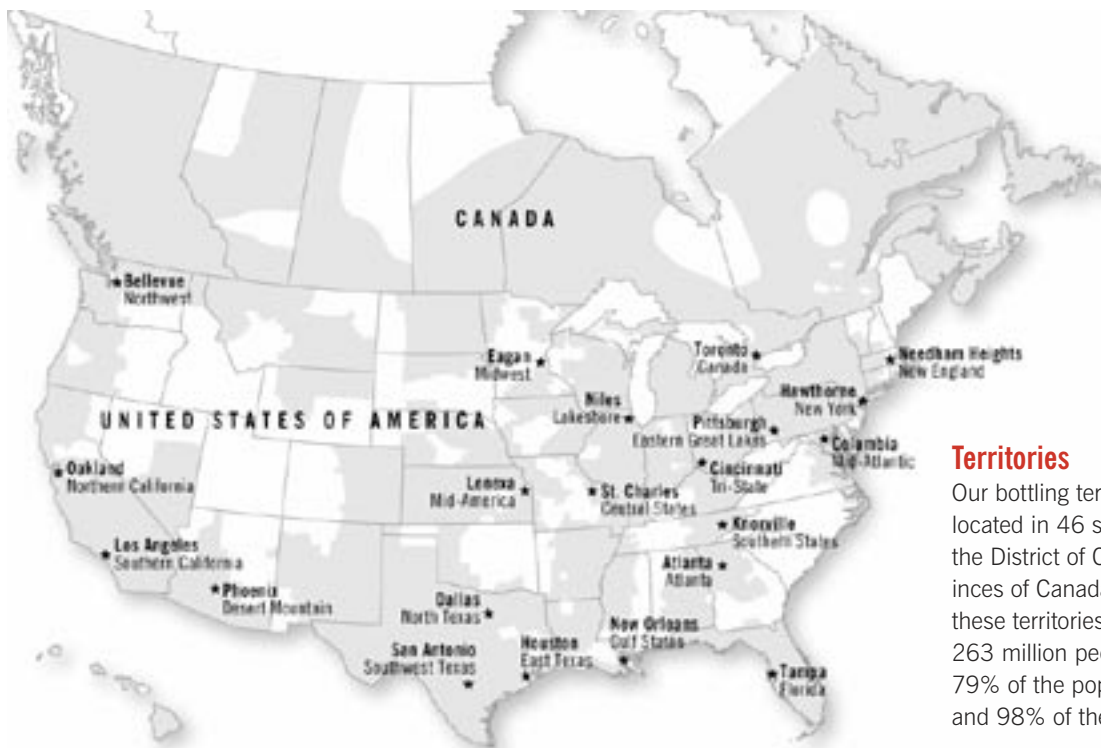 CANADA
Bellevue
Northwest
Eagan
Midwest
Toronto
Canada
Needham Heights
New England
Niles
Lakeshore
Hawthorne
New York
Pittsburgh
Eastern Great Lakes
UNITED STATES OF AMERICA
Columbia
Mid-Atlantic
Cincinnati
Tri-State
Oakland
Northern California
Lenexa
Mid-America
St. Charles
Central States
Knoxville
Southern States
Los Angeles
Southern California
Atlanta
Atlanta
Phoenix
Desert Mountain
Dallas
North Texas
New Orleans
Gulf States
Houston
East Texas
San Antonio
Southwest Texas
Tampa
Florida
Territories
Our bottling ter
located in 46 s
the District of C
inces of Canada
these territories
263 million peo
79% of the pop
and 98% of the